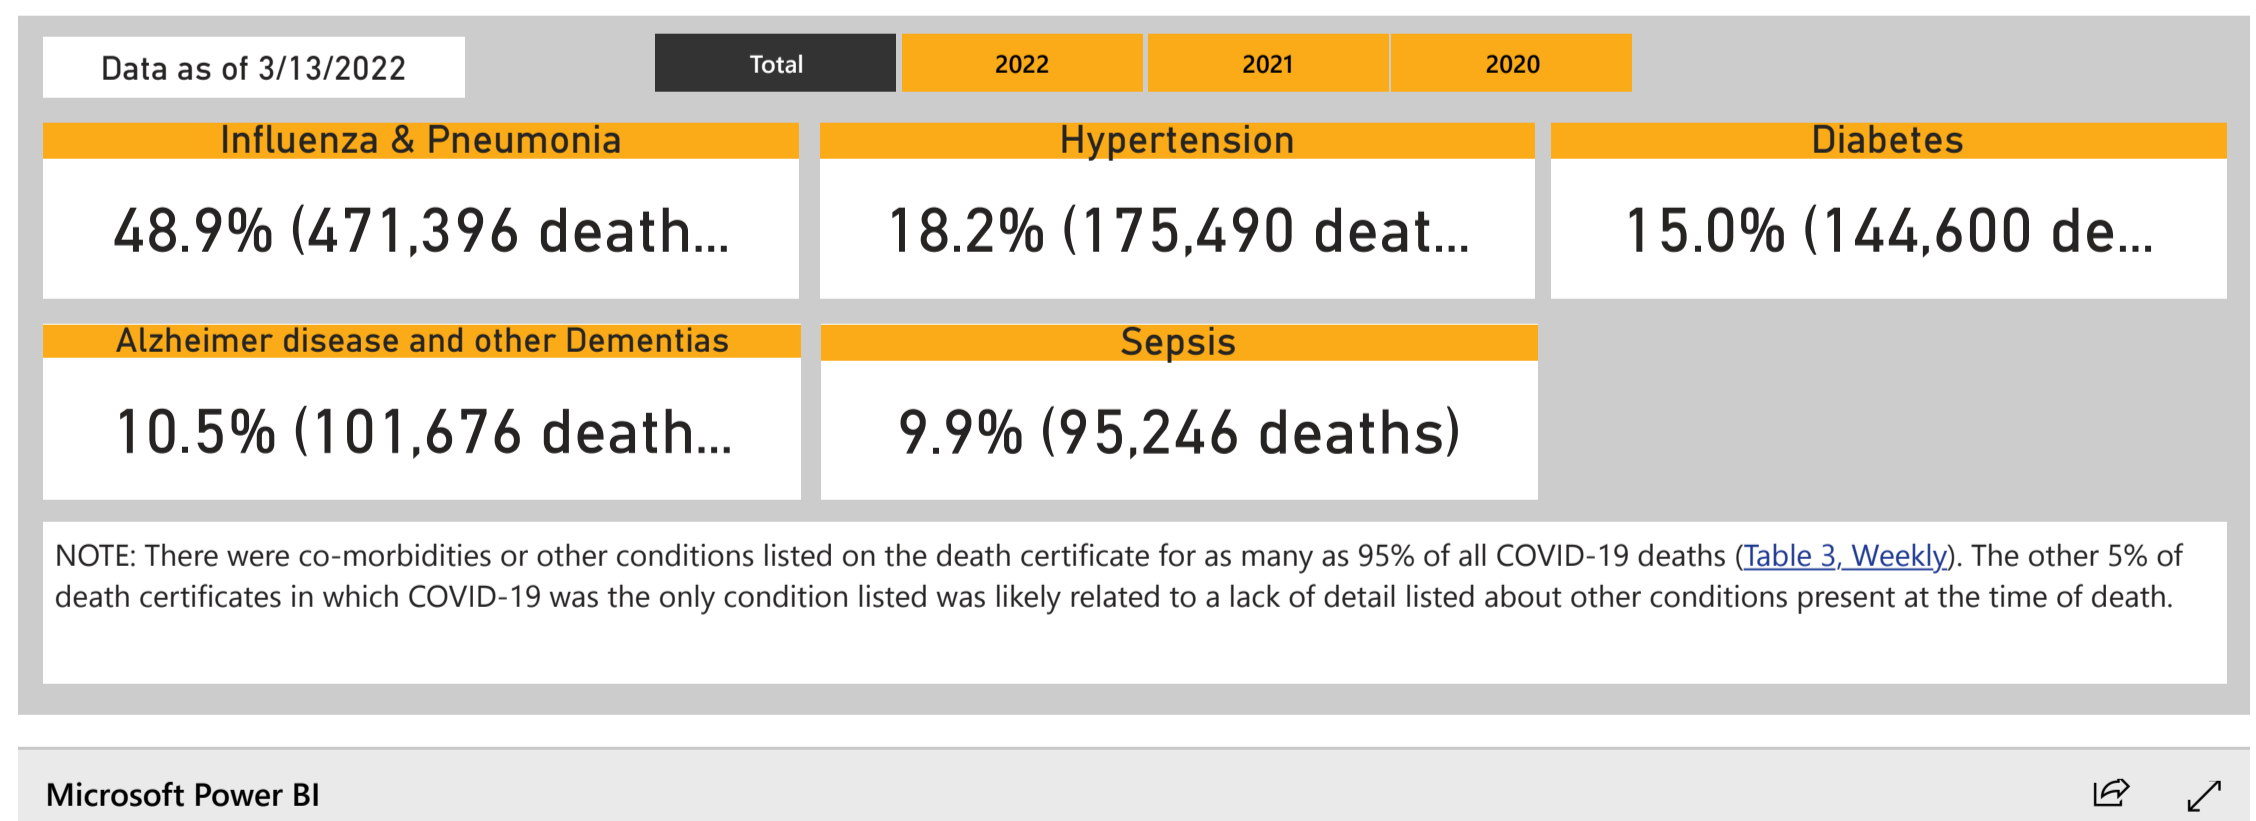 Data as of 3/13/2022
Total 2022 2021 2020
Influenza & Pneumonia Hypertension Diabetes
48.9% (471,396 death... 18.2% (175,490 deat... 15.0% (144,600 de...
Alzheimer disease and other Dementias Sepsis
10.5% (101,676 death... 9.9% (95,246 deaths)
NOTE: There were co-morbidities or other conditions listed on the death certificate for as many as 95% of all COVID-19 deaths (Table 3, Weekly). The other 5% of
death certificates in which COVID-19 was the only condition listed was likely related to a lack of detail listed about other conditions present at the time of death.
Microsoft Power BI